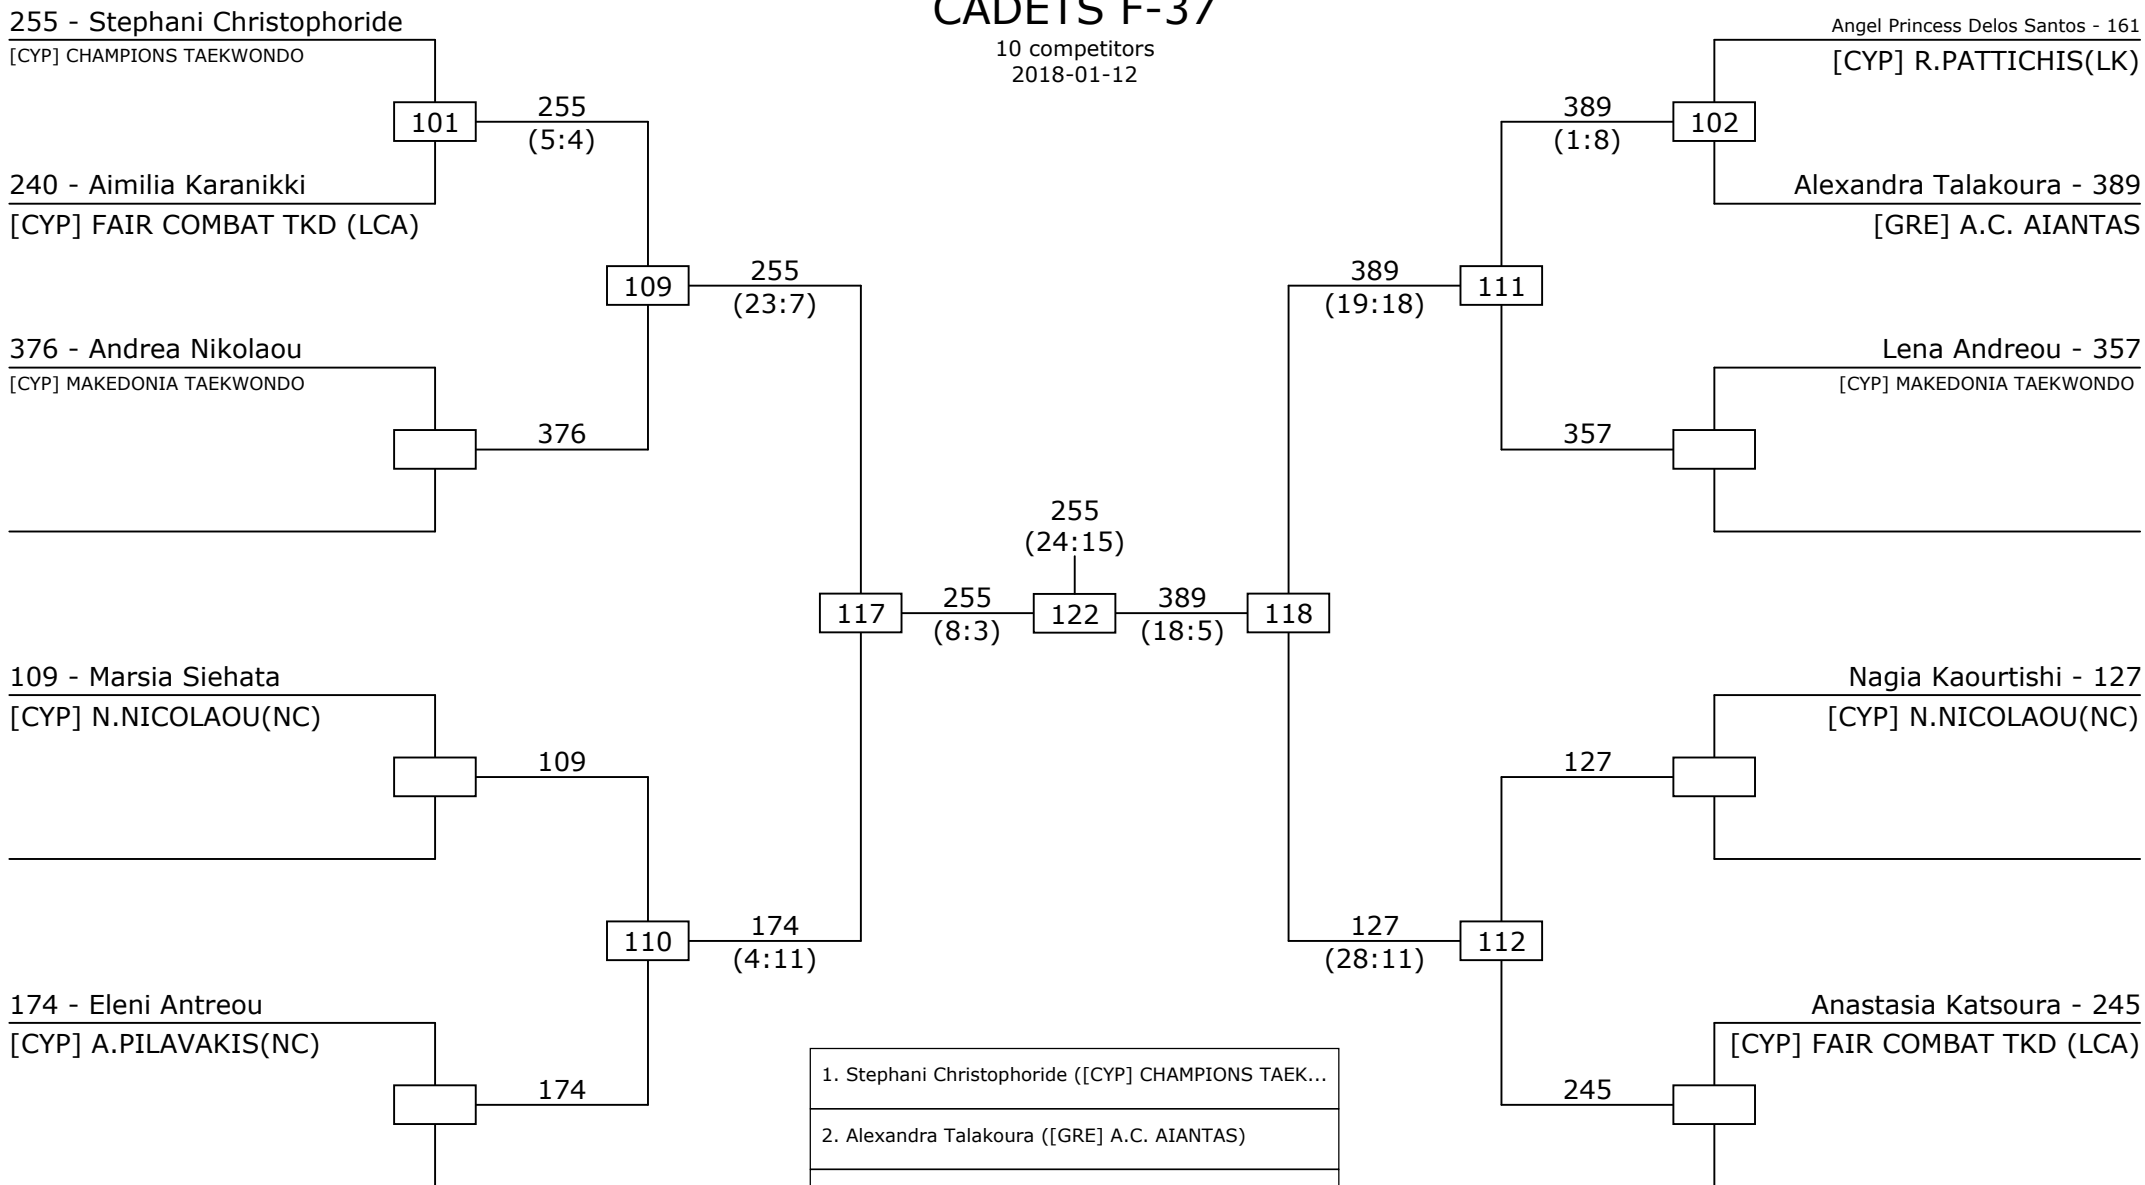 CADETS F-37
10 competitors
2018-01-12
255 - Stephani Christophoride
[CYP] CHAMPIONS TAEKWONDO
101
255
(5:4)
240 - Aimilia Karanikki
[CYP] FAIR COMBAT TKD (LCA)
109
255
(23:7)
376 - Andrea Nikolaou
[CYP] MAKEDONIA TAEKWONDO
376
117
255
(8:3)
109 - Marsia Siehata
[CYP] N.NICOLAOU(NC)
109
110
174
(4:11)
174 - Eleni Antreou
[CYP] A.PILAVAKIS(NC)
174
255
(24:15)
122
Angel Princess Delos Santos - 161
[CYP] R.PATTICHIS(LK)
389
(1:8)
102
Alexandra Talakoura - 389
[GRE] A.C. AIANTAS
389
(19:18)
111
Lena Andreou - 357
[CYP] MAKEDONIA TAEKWONDO
357
389
(18:5)
118
Nagia Kaourtishi - 127
[CYP] N.NICOLAOU(NC)
127
127
(28:11)
112
Anastasia Katsoura - 245
[CYP] FAIR COMBAT TKD (LCA)
245
1. Stephani Christophoride ([CYP] CHAMPIONS TAEK...
2. Alexandra Talakoura ([GRE] A.C. AIANTAS)